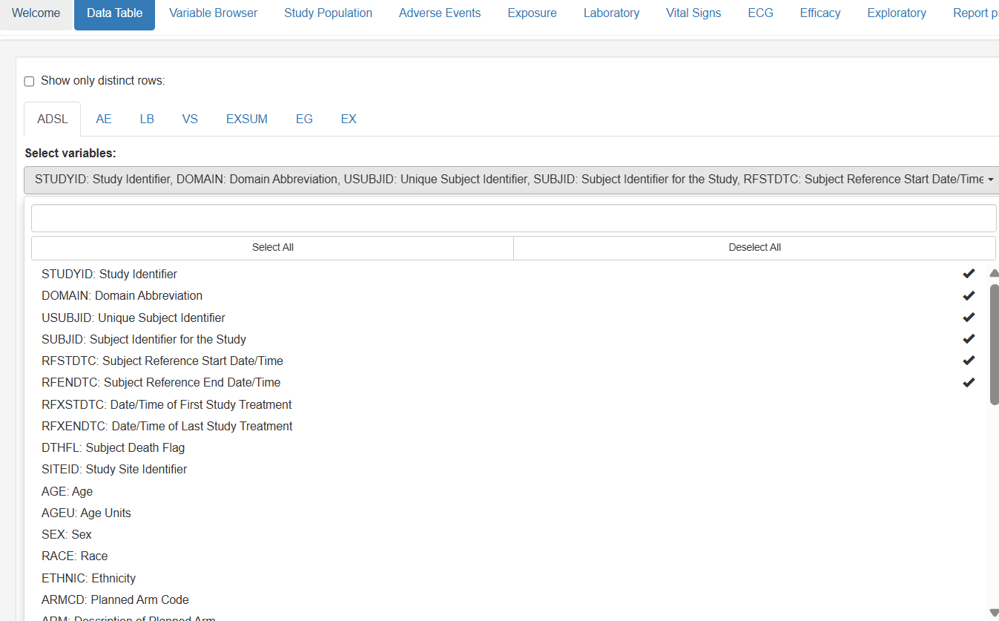 Welcome Data Table Variable Browser Study Population Adverse Events Exposure Laboratory Vital Signs ECG Efficacy Exploratory Report
Show only distinct rows:
ADSL AE LB VS EXSUM EG EX
Select variables:
STUDYID: Study Identifier, DOMAIN: Domain Abbreviation, USUBJID: Unique Subject Identifier, SUBJID: Subject Identifier for the Study, RFSTDTC: Subject Reference Start Date/Time
Select All Deselect All
STUDYID: Study Identifier
DOMAIN: Domain Abbreviation
USUBJID: Unique Subject Identifier
SUBJID: Subject Identifier for the Study
RFSTDTC: Subject Reference Start Date/Time
RFENDTC: Subject Reference End Date/Time
RFXSTDTC: Date/Time of First Study Treatment
RFXENDTC: Date/Time of Last Study Treatment
DTHFL: Subject Death Flag
SITEID: Study Site Identifier
AGE: Age
AGEU: Age Units
SEX: Sex
RACE: Race
ETHNIC: Ethnicity
ARMCD: Planned Arm Code
ARM: Description of Planned Arm